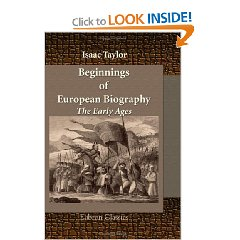 Click to
LOOK INSIDE!
Isaac Taylor
Beginnings
of
European Biography
The Early Ages
Elibron Classics